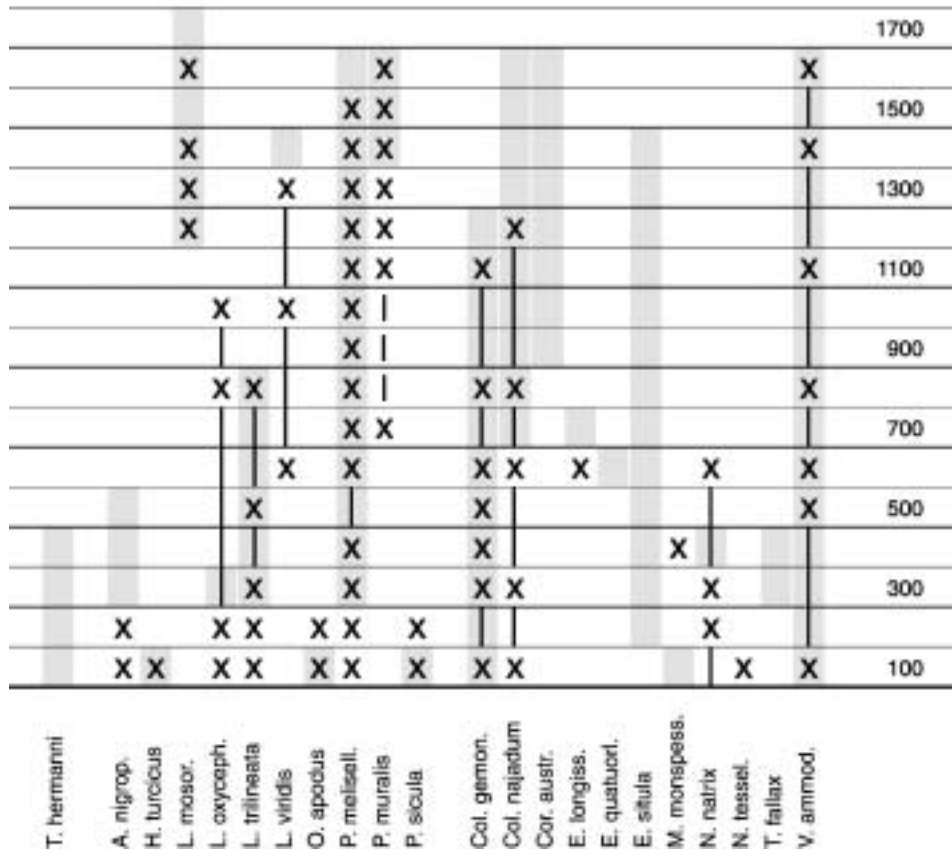 1700
1500
1300
1100
900
700
500
300
100
T. hermanni
A. nigrop.
H. turcicus
L. mosor.
L. oxyceph.
L. trilineata
L. viridis
O. apodus
P. melisell.
P. muralis
P. sicula
Col. gemon.
Col. najadum
Cor. austr.
E. longiss.
E. quatuorl.
E. situla
M. monspess.
N. natrix
N. tessel.
T. fallax
V. ammod.